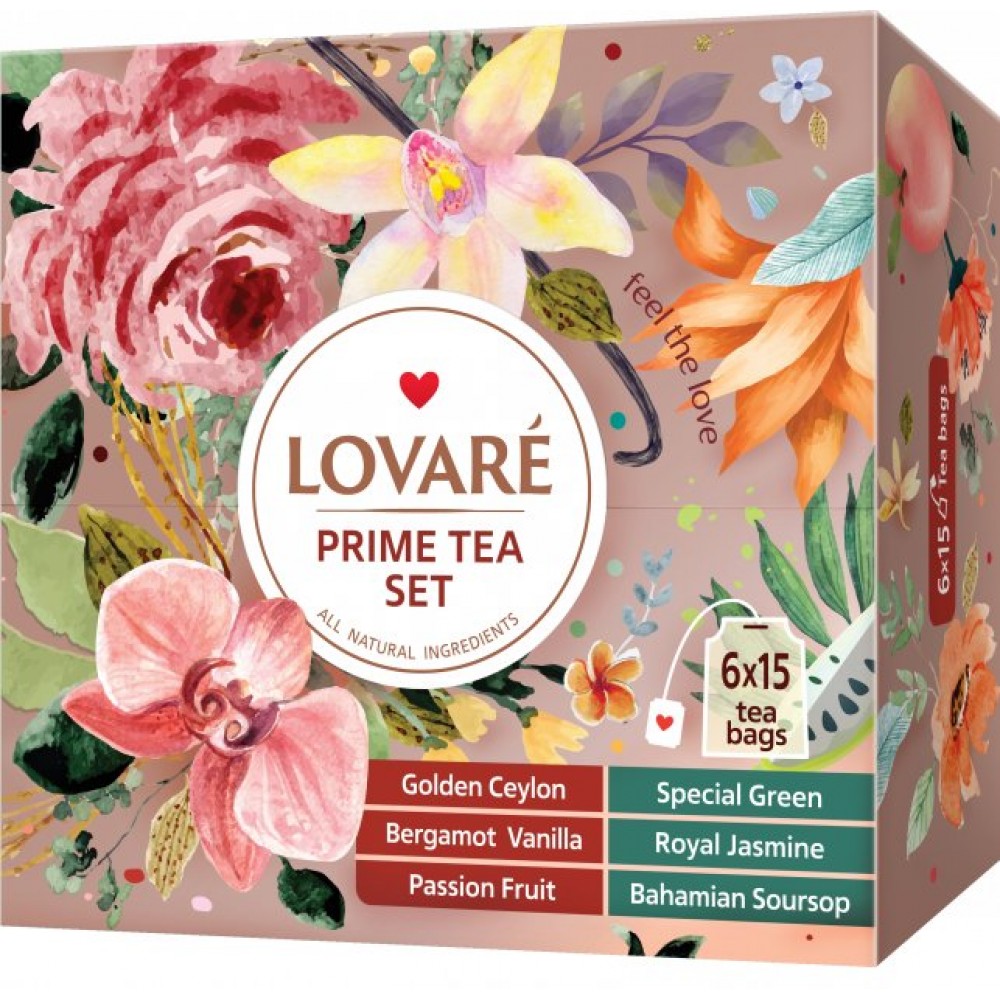 feel the love
LOVARÉ
PRIME TEA
SET
ALL NATURAL INGREDIENTS
6x15
tea
bags
Golden Ceylon
Bergamot Vanilla
Passion Fruit
Special Green
Royal Jasmine
Bahamian Soursop
6x15 Tea bags